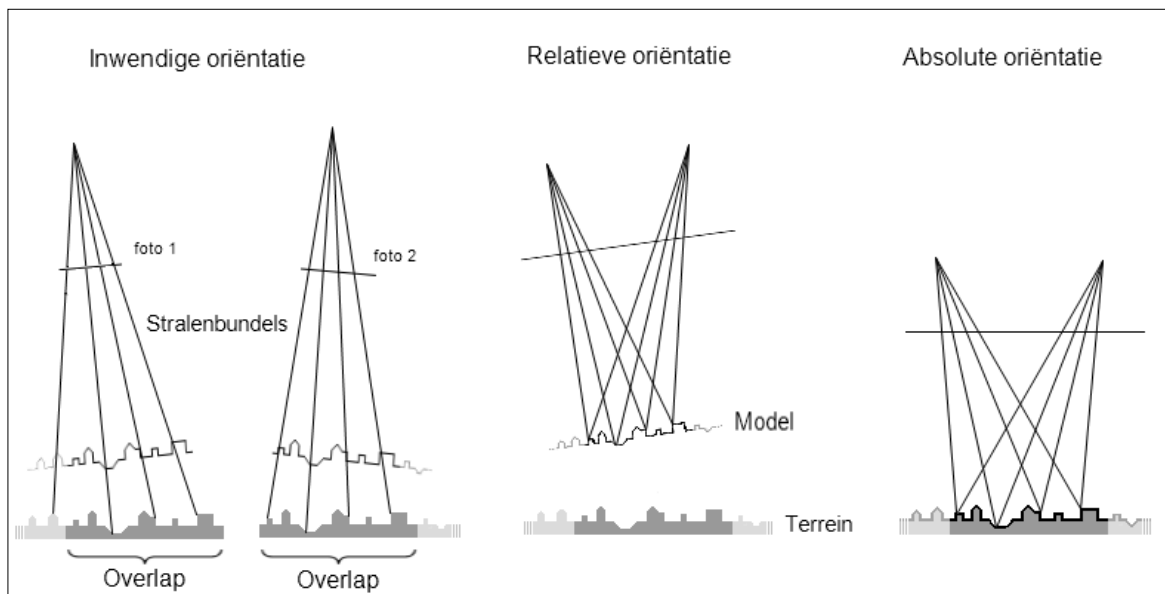 Inwendige oriëntatie
Relatieve oriëntatie
Absolute oriëntatie
foto 1
foto 2
Stralenbundels
Model
Terrein
Overlap
Overlap